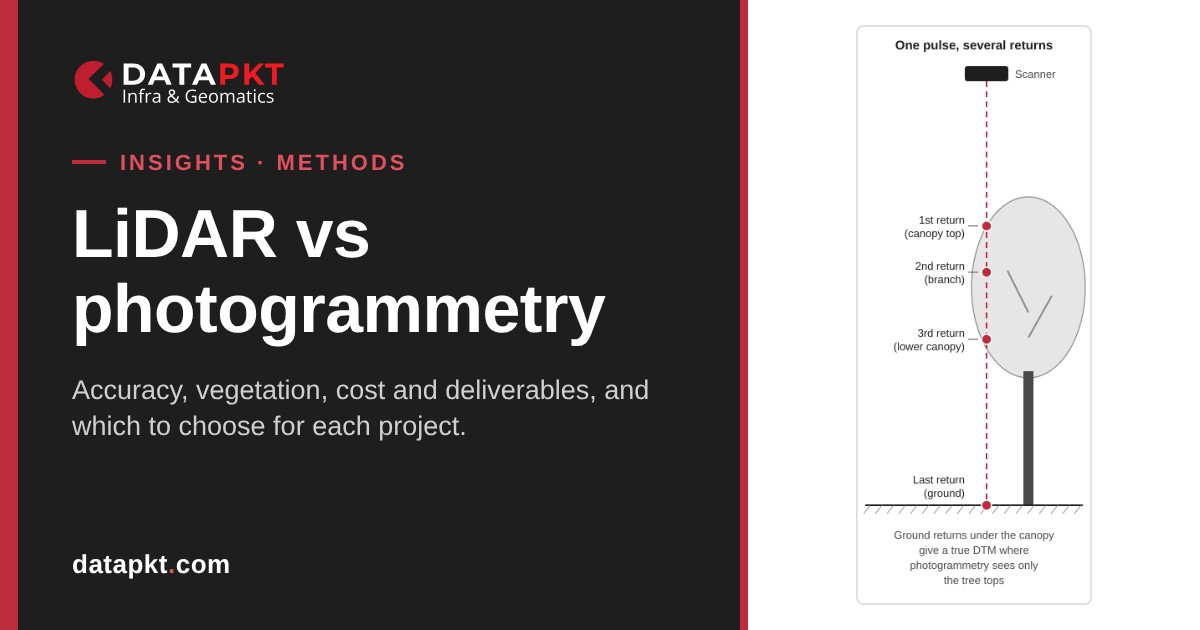 DATAPKT
Infra & Geomatics
INSIGHTS · METHODS
LiDAR vs
photogrammetry
Accuracy, vegetation, cost and deliverables, and
which to choose for each project.
datapkt.com
One pulse, several returns
Scanner
1st return
(canopy top)
2nd return
(branch)
3rd return
(lower canopy)
Last return
(ground)
Ground returns under the canopy
give a true DTM where
photogrammetry sees only
the tree tops